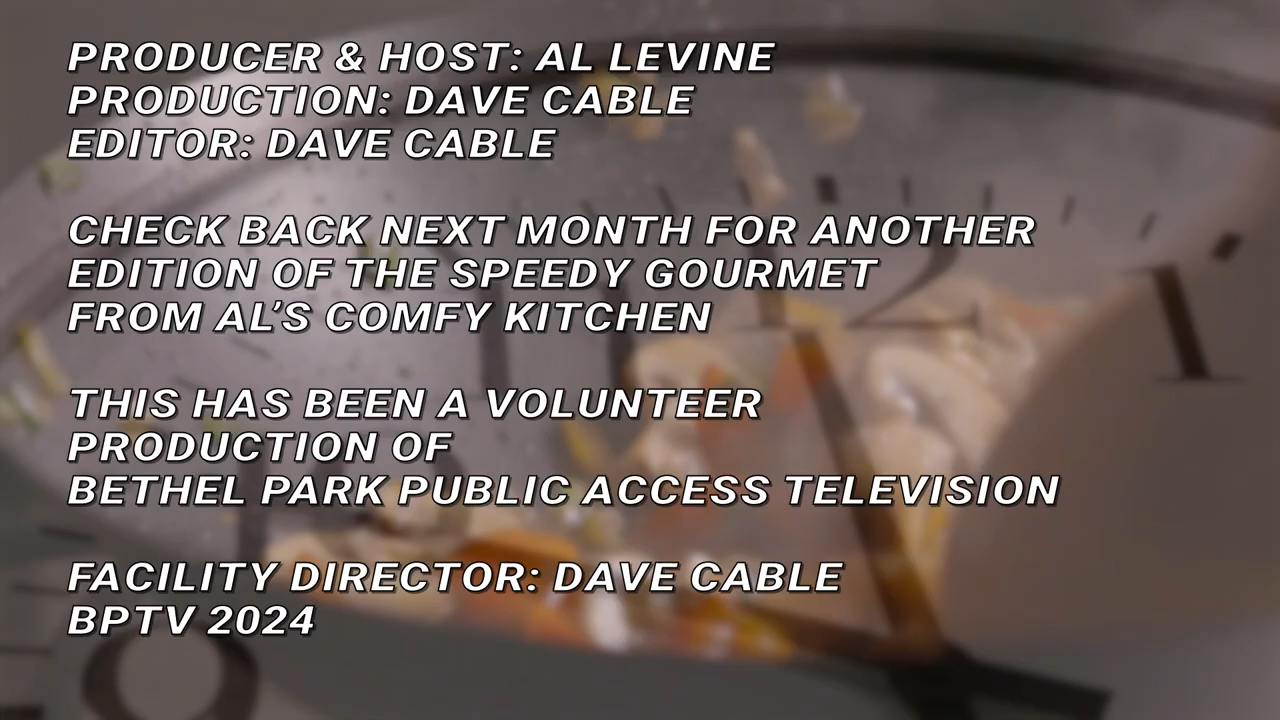 PRODUCER & HOST: AL LEVINE
PRODUCTION: DAVE CABLE
EDITOR: DAVE CABLE
CHECK BACK NEXT MONTH FOR ANOTHER
EDITION OF THE SPEEDY GOURMET
FROM AL'S COMFY KITCHEN
THIS HAS BEEN A VOLUNTEER
PRODUCTION OF
BETHEL PARK PUBLIC ACCESS TELEVISION
FACILITY DIRECTOR: DAVE CABLE
BPTV 2024